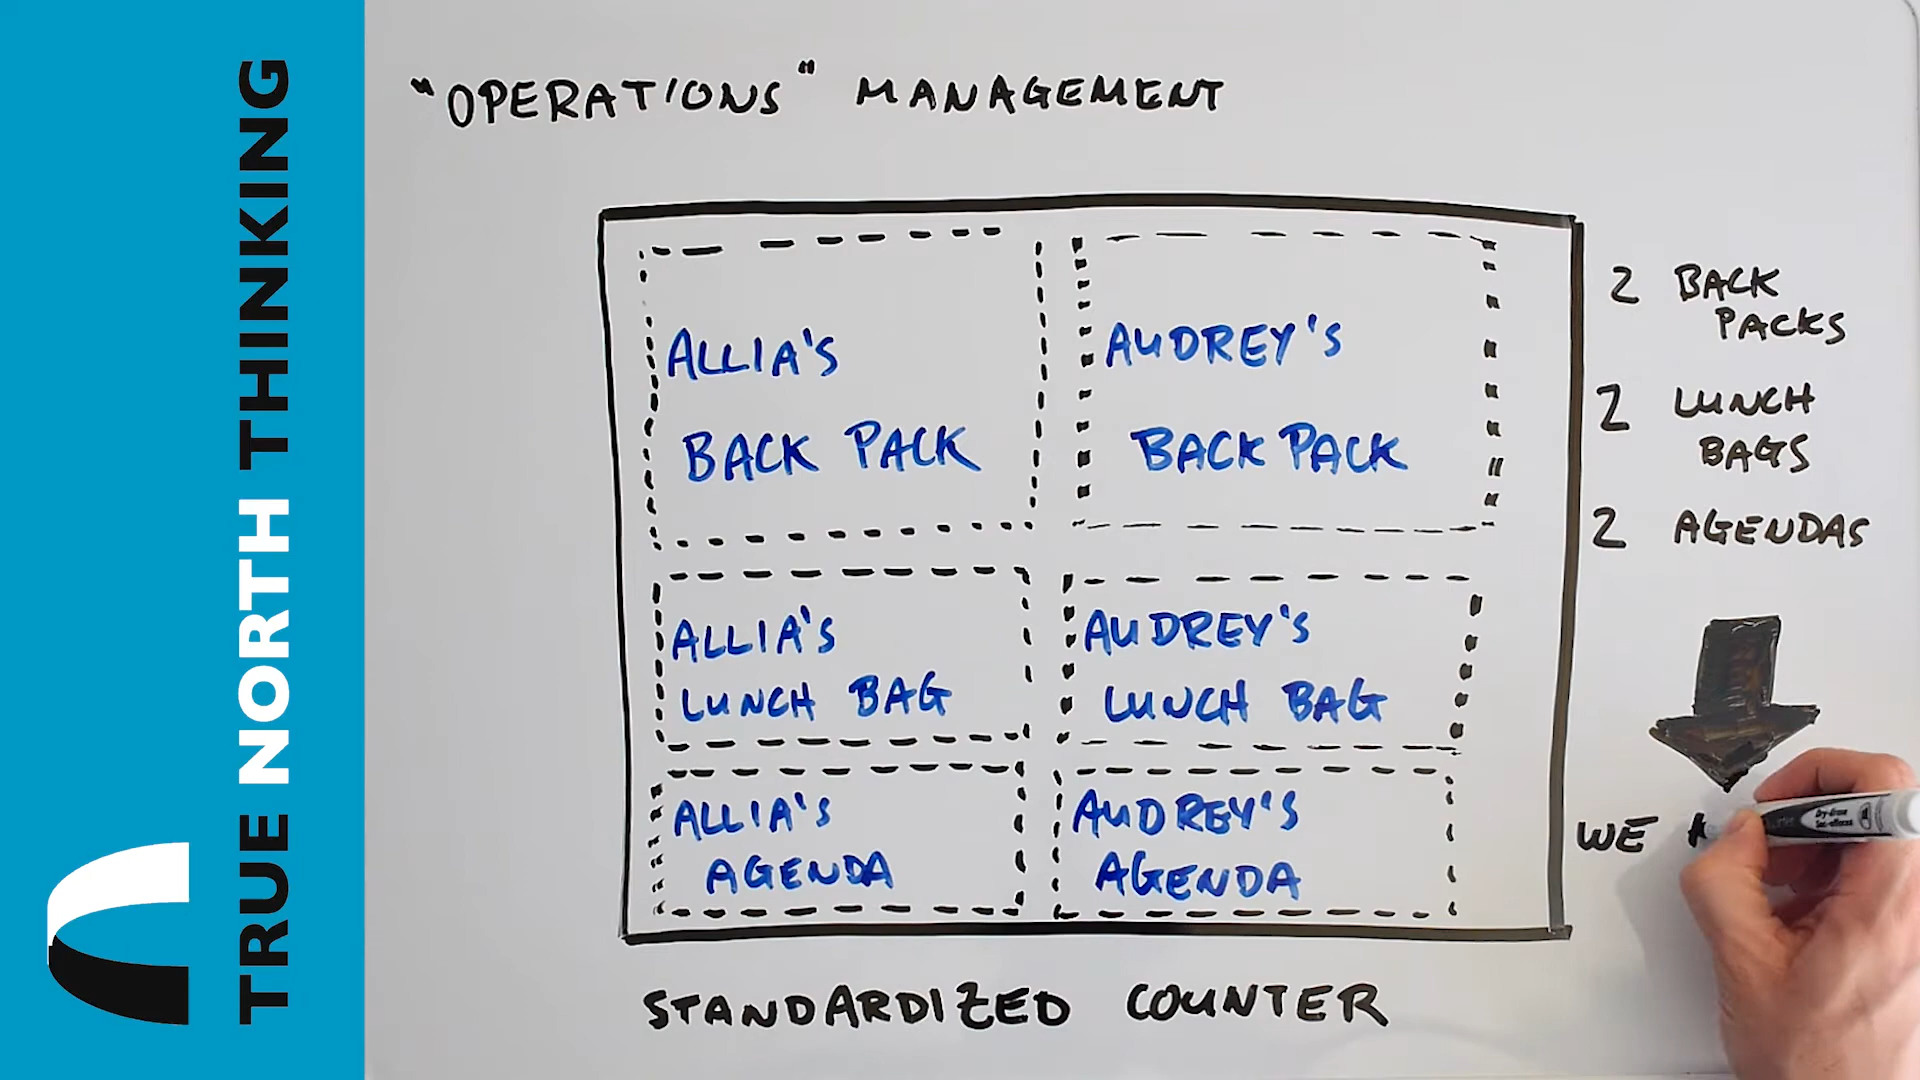 TRUE NORTH THINKING
"OPERATIONS" MANAGEMENT
ALLIA'S
BACK PACK
AUDREY'S
BACK PACK
ALLIA'S
LUNCH BAG
AUDREY'S
LUNCH BAG
ALLIA'S
AGENDA
AUDREY'S
AGENDA
STANDARDIZED COUNTER
2 BACK
PACKS
2 LUNCH
BAGS
2 AGENDAS
WE